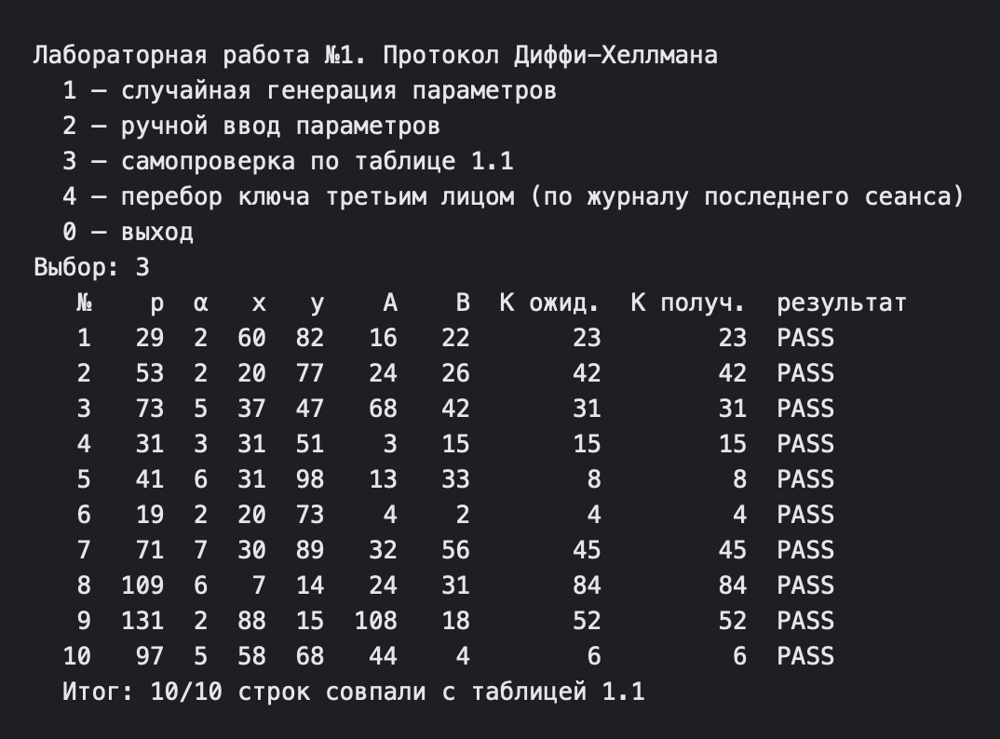 Лабораторная работа №1. Протокол Диффи-Хеллмана
1 — случайная генерация параметров
2 — ручной ввод параметров
3 — самопроверка по таблице 1.1
4 — перебор ключа третьим лицом (по журналу последнего сеанса)
0 — выход
Выбор: 3
№ p α x y A B K ожид. K получ. результат
1 29 2 60 82 16 22 23 23 PASS
2 53 2 20 77 24 26 42 42 PASS
3 73 5 37 47 68 42 31 31 PASS
4 31 3 31 51 3 15 15 15 PASS
5 41 6 31 98 13 33 8 8 PASS
6 19 2 20 73 4 2 4 4 PASS
7 71 7 30 89 32 56 45 45 PASS
8 109 6 7 14 24 31 84 84 PASS
9 131 2 88 15 108 18 52 52 PASS
10 97 5 58 68 44 4 6 6 PASS
Итог: 10/10 строк совпали с таблицей 1.1